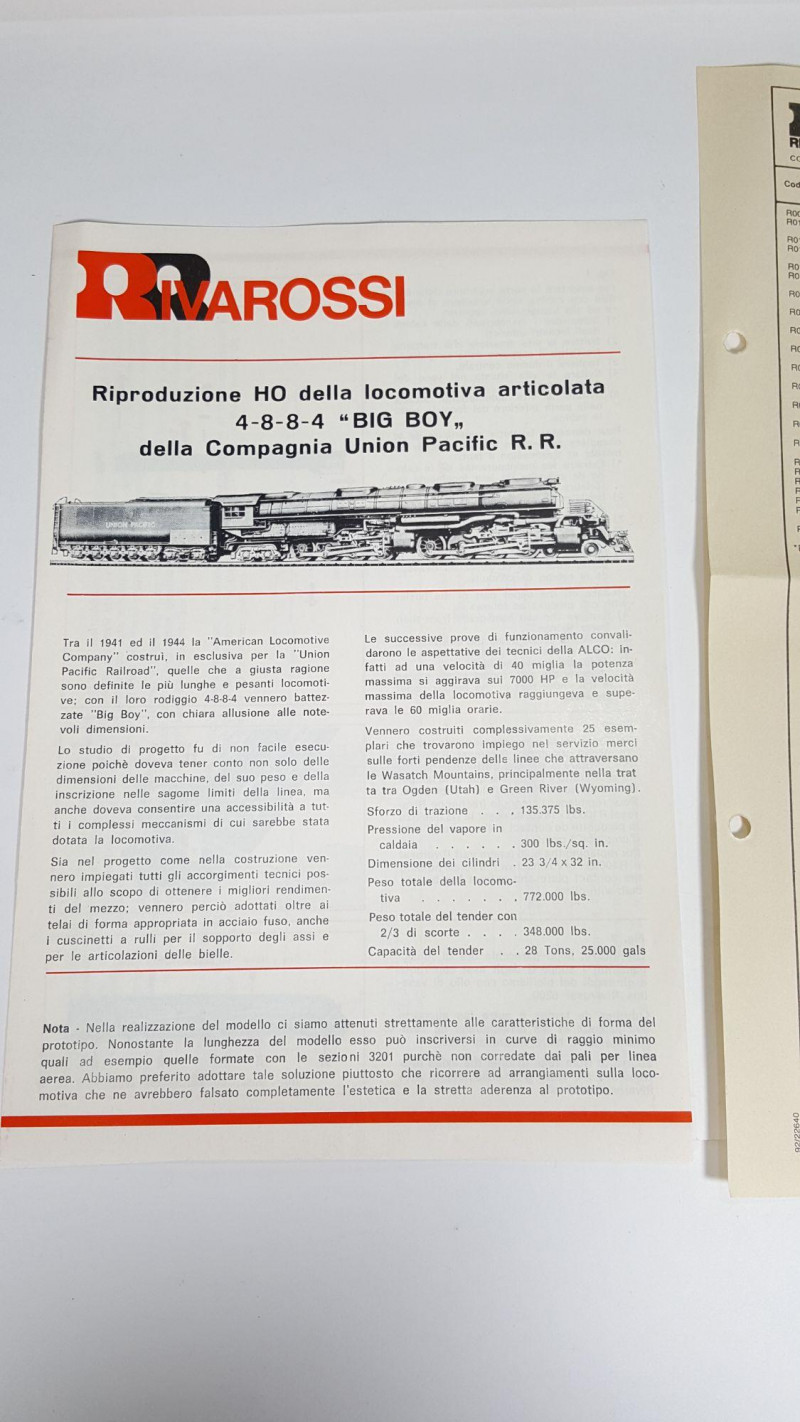 RIVAROSSI
Riproduzione HO della locomotiva articolata
4-8-8-4 “BIG BOY„
della Compagnia Union Pacific R. R.
UNION PACIFIC
Tra il 1941 ed il 1944 la "American Locomotive
Company" costruì, in esclusiva per la "Union
Pacific Railroad", quelle che a giusta ragione
sono definite le più lunghe e pesanti locomoti-
ve; con il loro rodiggio 4-8-8-4 vennero battez-
zate "Big Boy", con chiara allusione alle note-
voli dimensioni.
Lo studio di progetto fu di non facile esecu-
zione poichè doveva tener conto non solo delle
dimensioni delle macchine, del suo peso e della
inscrizione nelle sagome limiti della linea, ma
anche doveva consentire una accessibilità a tut-
ti i complessi meccanismi di cui sarebbe stata
dotata la locomotiva.
Sia nel progetto come nella costruzione ven-
nero impiegati tutti gli accorgimenti tecnici pos-
sibili allo scopo di ottenere i migliori rendimen-
ti del mezzo; vennero perciò adottati oltre ai
telai di forma appropriata in acciaio fuso, anche
i cuscinetti a rulli per il sopporto degli assi e
per le articolazioni delle bielle.
Le successive prove di funzionamento convali-
darono le aspettative dei tecnici della ALCO: in-
fatti ad una velocità di 40 miglia la potenza
massima si aggirava sui 7000 HP e la velocità
massima della locomotiva raggiungeva e supe-
rava le 60 miglia orarie.
Vennero costruiti complessivamente 25 esem-
plari che trovarono impiego nel servizio merci
sulle forti pendenze delle linee che attraversano
le Wasatch Mountains, principalmente nella trat
ta tra Ogden (Utah) e Green River (Wyoming).
Sforzo di trazione . . . 135.375 lbs.
Pressione del vapore in
caldaia . . . . . . 300 lbs./sq. in.
Dimensione dei cilindri . 23 3/4 x 32 in.
Peso totale della locomo-
tiva . . . . . . . 772.000 lbs.
Peso totale del tender con
2/3 di scorte . . . . 348.000 lbs.
Capacità del tender . . 28 Tons, 25.000 gals
Nota - Nella realizzazione del modello ci siamo attenuti strettamente alle caratteristiche di forma del
prototipo. Nonostante la lunghezza del modello esso può inscriversi in curve di raggio minimo
quali ad esempio quelle formate con le sezioni 3201 purchè non corredate dai pali per linea
aerea. Abbiamo preferito adottare tale soluzione piuttosto che ricorrere ad arrangiamenti sulla loco-
motiva che ne avrebbero falsato completamente l'estetica e la stretta aderenza al prototipo.
92/22640